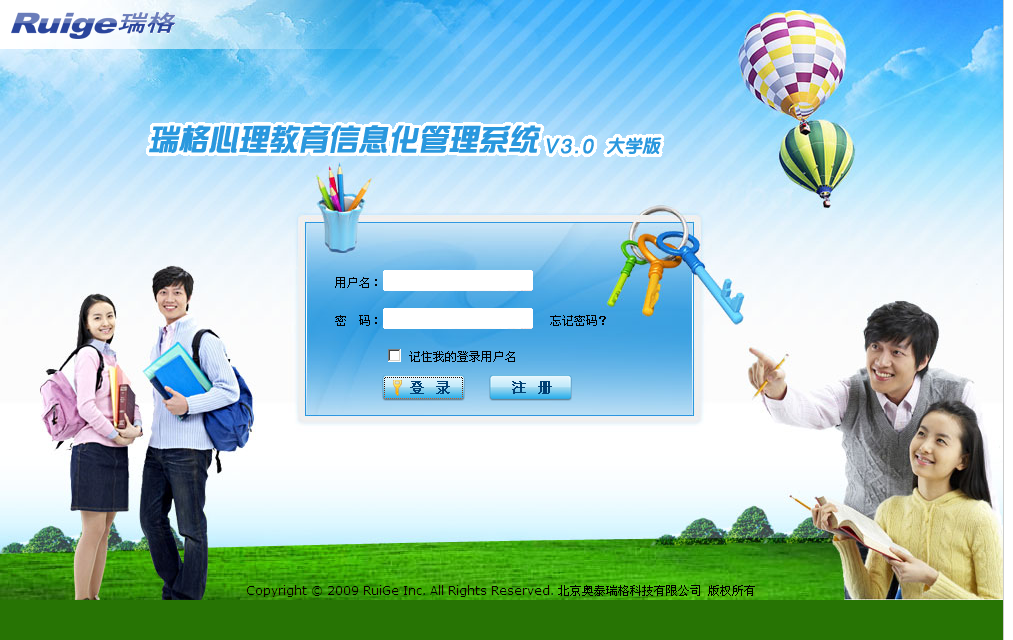 Ruige瑞格
瑞格心理教育信息化管理系统 V3.0 大学版
用户名：
密 码： 忘记密码？
记住我的登录用户名
登 录 注 册
Copyright © 2009 RuiGe Inc. All Rights Reserved. 北京奥泰瑞格科技有限公司 版权所有